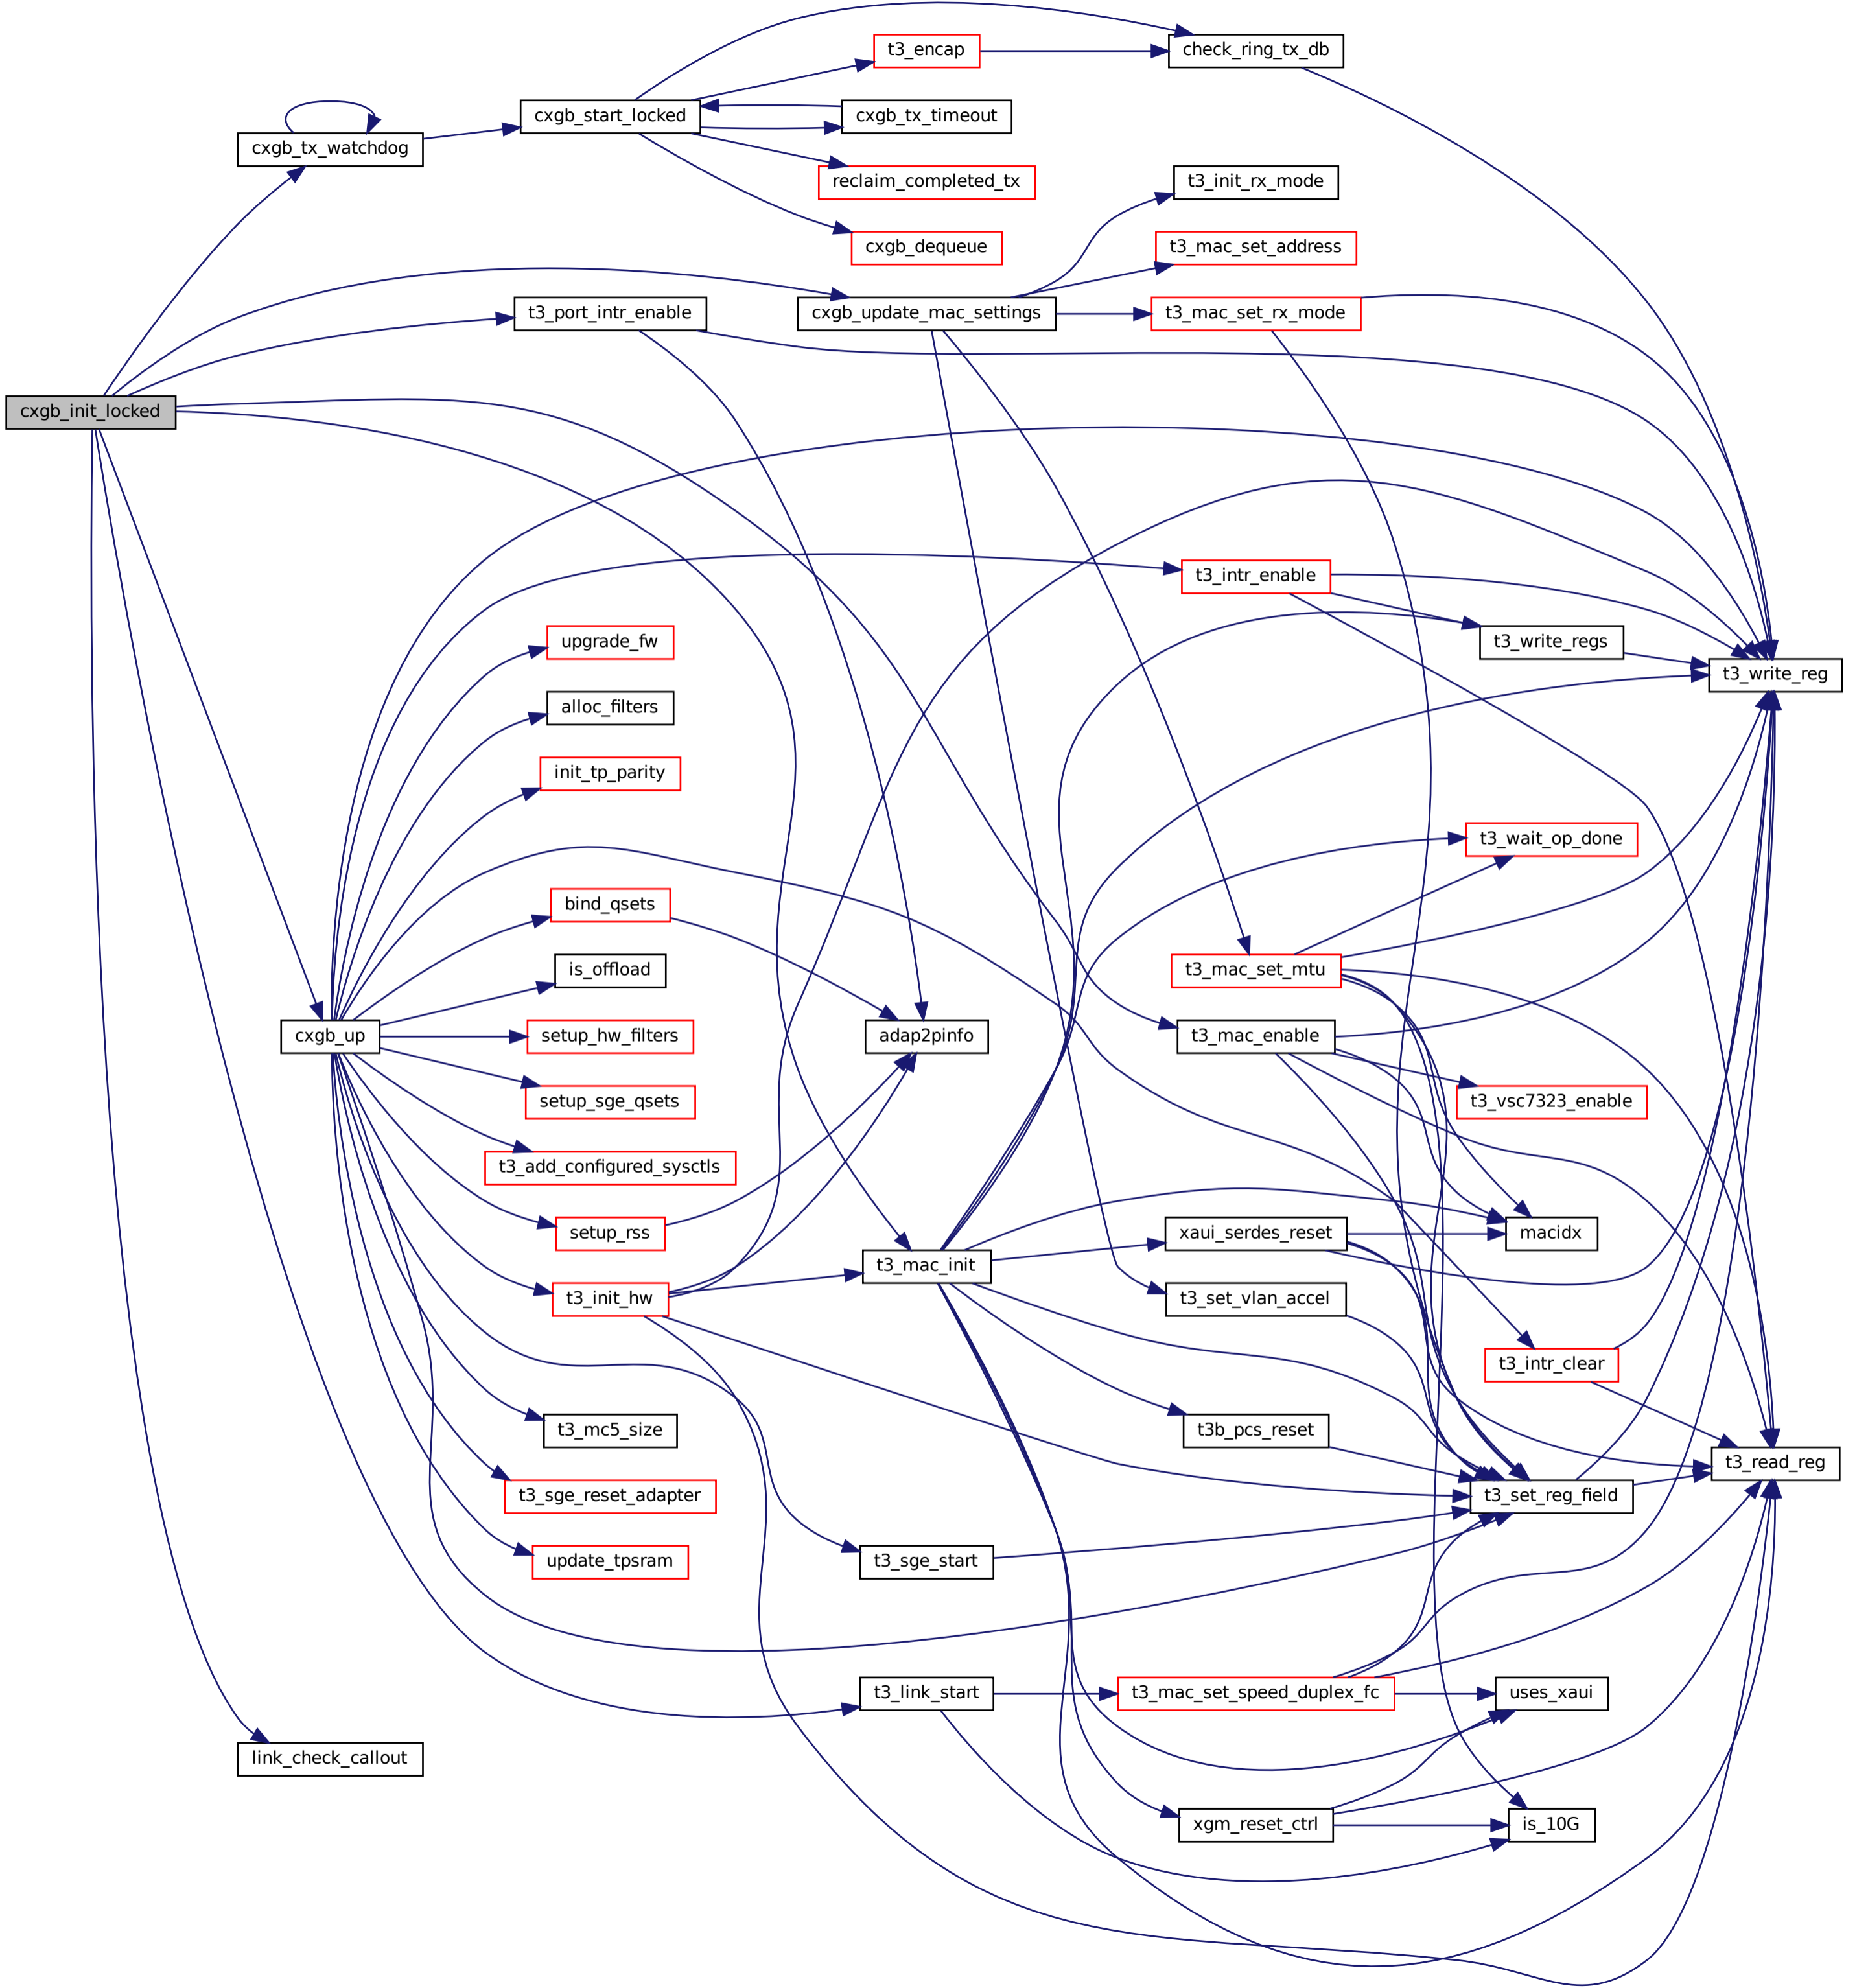 check_ring_tx_db
t3_encap
cxgb_start_locked
cxgb_tx_timeout
cxgb_tx_watchdog
reclaim_completed_tx
t3_init_rx_mode
cxgb_dequeue
t3_mac_set_address
t3_port_intr_enable
cxgb_update_mac_settings
t3_mac_set_rx_mode
cxgb_init_locked
t3_intr_enable
upgrade_fw
t3_write_regs
t3_write_reg
alloc_filters
init_tp_parity
t3_wait_op_done
bind_qsets
is_offload
t3_mac_set_mtu
cxgb_up
setup_hw_filters
adap2pinfo
t3_mac_enable
setup_sge_qsets
t3_vsc7323_enable
t3_add_configured_sysctls
setup_rss
xaui_serdes_reset
macidx
t3_mac_init
t3_init_hw
t3_set_vlan_accel
t3_intr_clear
t3_mc5_size
t3b_pcs_reset
t3_read_reg
t3_sge_reset_adapter
t3_set_reg_field
update_tpsram
t3_sge_start
t3_link_start
t3_mac_set_speed_duplex_fc
uses_xaui
link_check_callout
xgm_reset_ctrl
is_10G